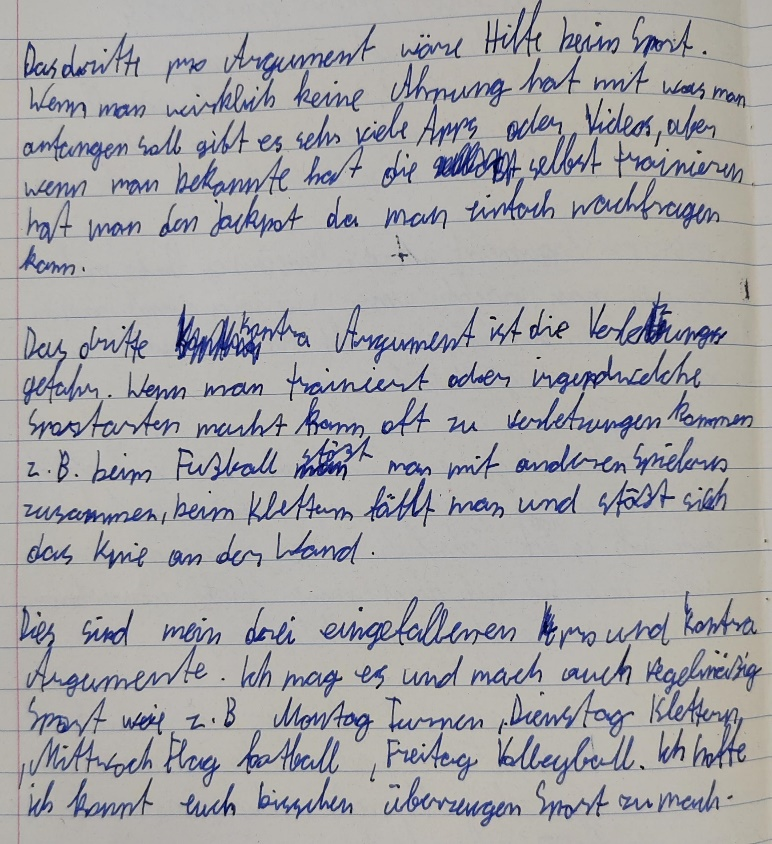 Das dritte pro Argument wäre Hilfe beim Sport.
Wenn man wirklich keine Ahnung hat mit was man
anfangen soll gibt es sehr viele Apps oder Videos, aber
wenn man bekannte hat die selbst trainieren
hat man den Jackpot da man einfach nachfragen
kann.
Das dritte kontra Argument ist die Verletzungs
gefahr. Wenn man trainiert oder irgendwelche
Sportarten macht kann oft zu verletzungen kommen
z.B. beim Fußball stößt man mit anderen Spielern
zusammen, beim Klettern fällt man und stößt sich
das Knie an der Wand.
Dies sind mein drei eingefallenen pro und kontra
Argumente. Ich mag es und mach auch regelmäßig
Sport wie z.B Montag Turnen, Dienstag Klettern,
, Mittwoch Flag football, Freitag Volleyball. Ich hoffe
ich konnt euch bisschen überzeugen Sport zu mach.